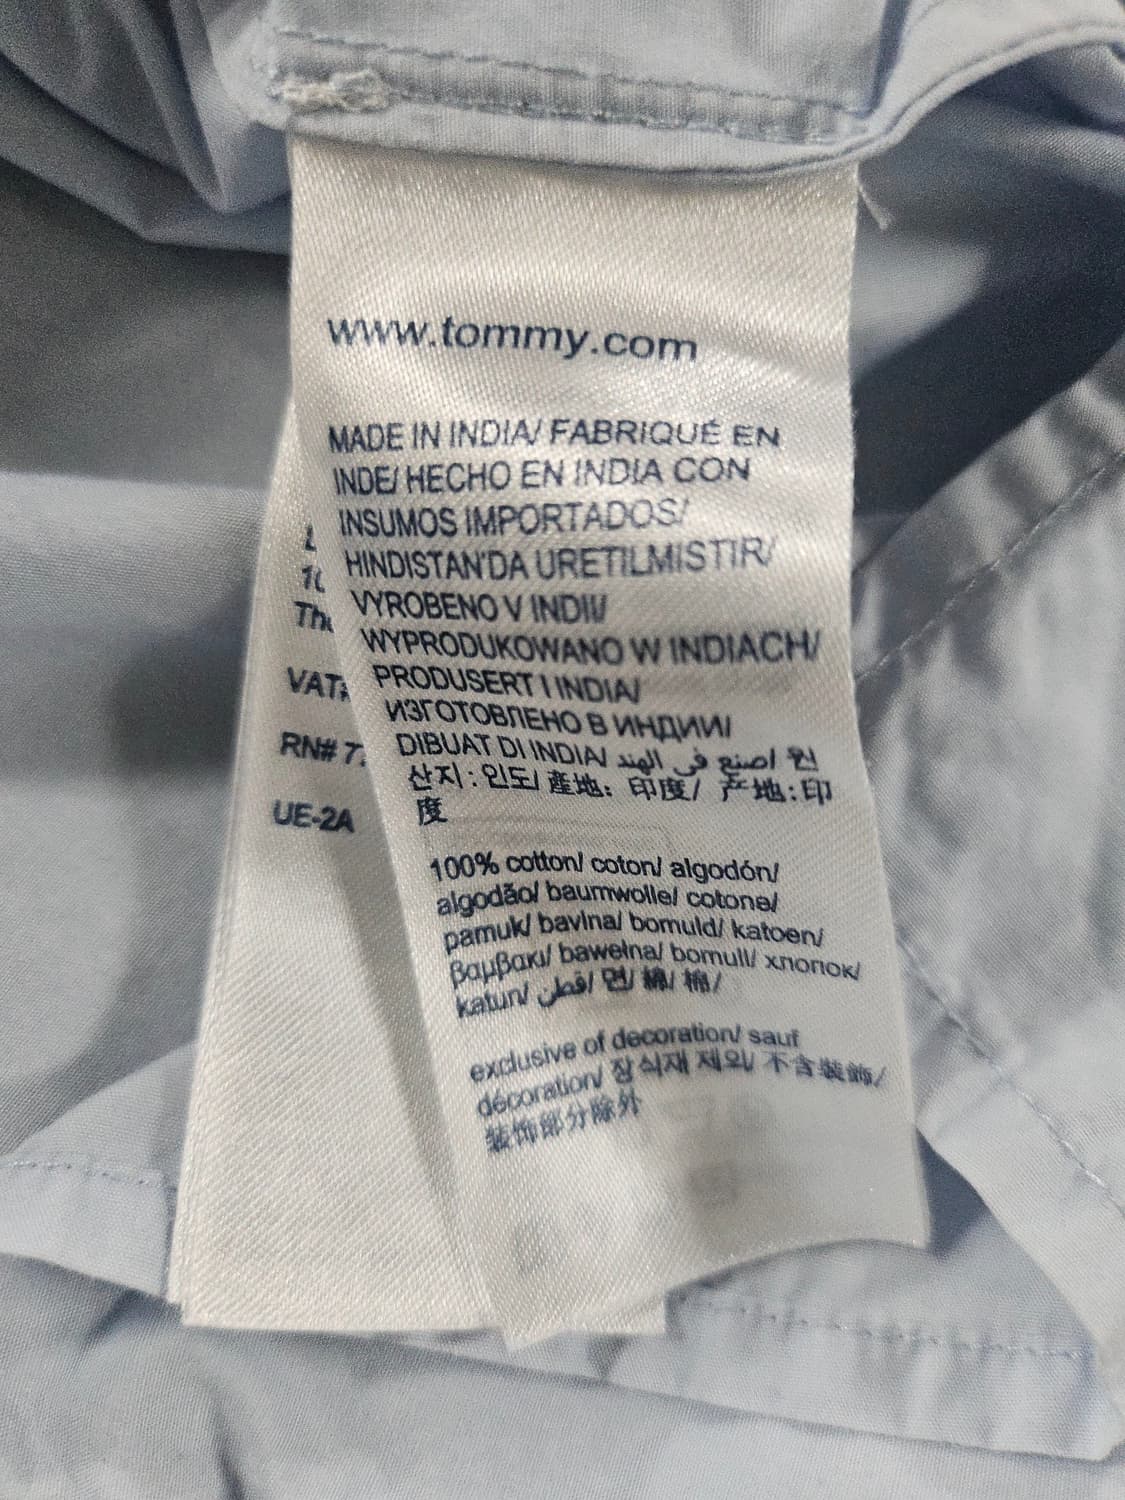 www.tommy.com
MADE IN INDIA/ FABRIQUÉ EN
INDE/ HECHO EN INDIA CON
INSUMOS IMPORTADOS/
HINDISTAN'DA URETILMISTIR/
VYROBENO V INDII/
WYPRODUKOWANO W INDIACH/
PRODUSERT I INDIA/
ИЗГОТОВЛЕНО В ИНДИИ/
DIBUAT DI INDIA/ اصنع في الهند/ 원
산지 : 인도/ 產地: 印度/ 产地:印
度
100% cotton/ coton/ algodón/
algodão/ baumwolle/ cotone/
pamuk/ bavlna/ bomuld/ katoen/
βαμβακι/ bawełna/ bomull/ хлопок/
katun/ قطن/ 면/ 綿/ 棉/
exclusive of decoration/ sauf
décoration/ 장식재 제외/ 不含裝飾/
装饰部分除外
VAT#
RN# 7
UE-2A